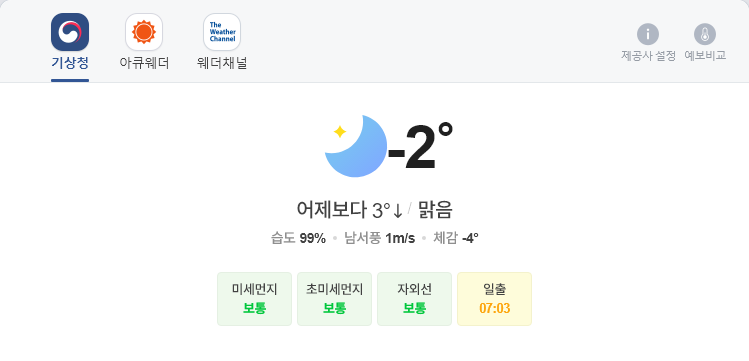 The
Weather
Channel
기상청 아큐웨더 웨더채널
제공사 설정 예보비교
-2°
어제보다 3°↓ / 맑음
습도 99% • 남서풍 1m/s • 체감 -4°
미세먼지 초미세먼지 자외선 일출
보통 보통 보통 07:03